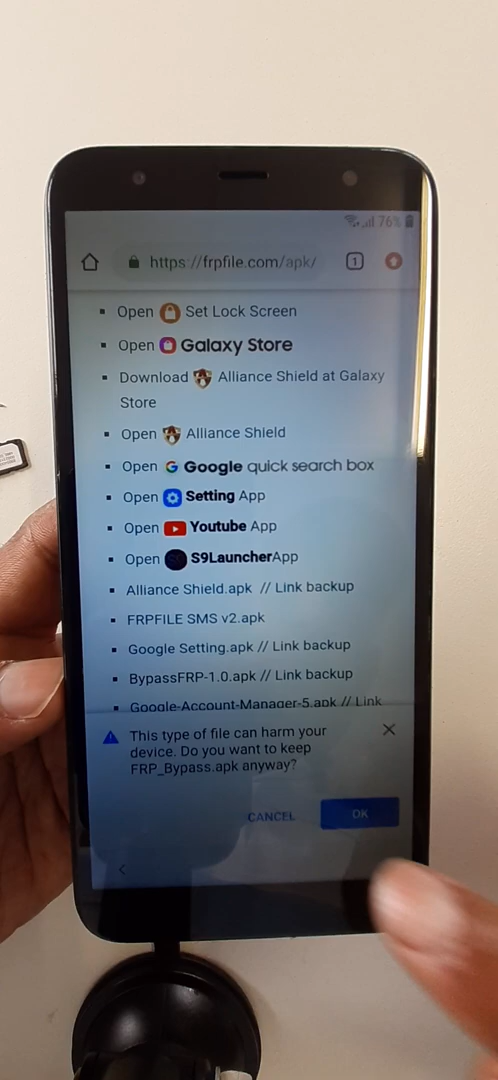 76%
https://frpfile.com/apk/
1
Open Set Lock Screen
Open Galaxy Store
Download Alliance Shield at Galaxy
Store
Open Alliance Shield
Open G Google quick search box
Open Setting App
Open Youtube App
Open S9LauncherApp
Alliance Shield.apk // Link backup
FRPFILE SMS v2.apk
Google Setting.apk // Link backup
BypassFRP-1.0.apk // Link backup
Google-Account-Manager-5.apk // Link
This type of file can harm your
device. Do you want to keep
FRP_Bypass.apk anyway?
CANCEL
OK